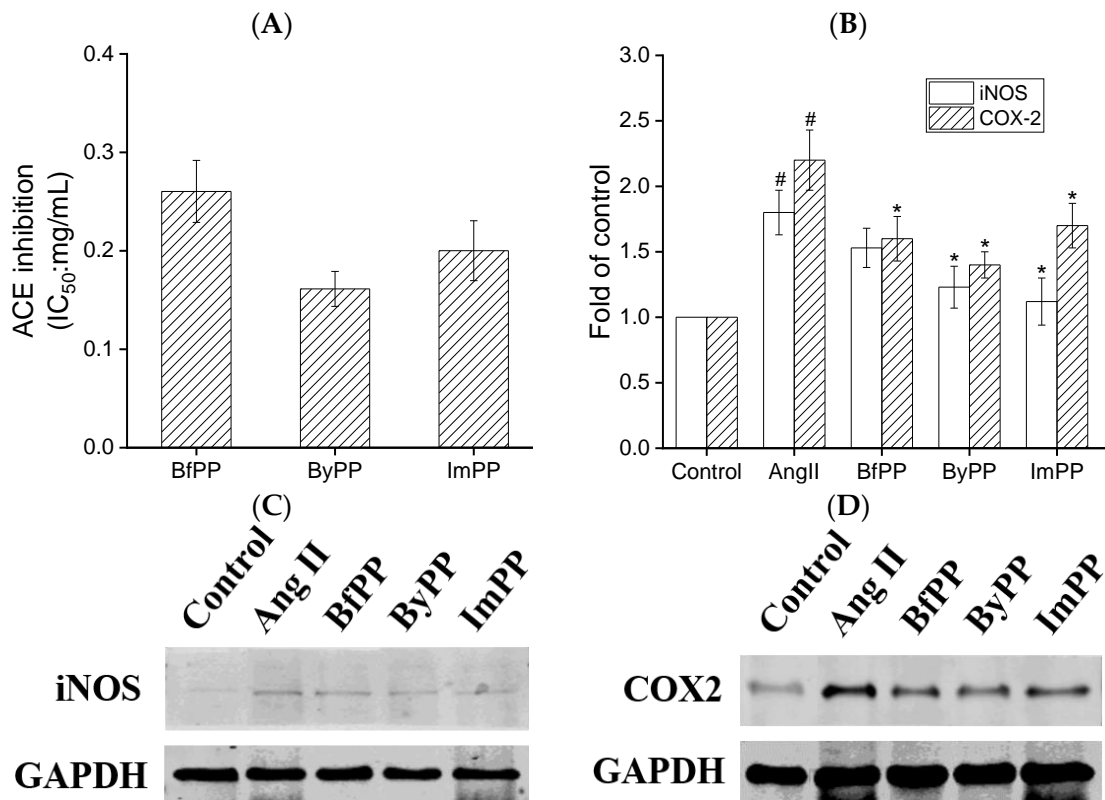 (A)
0.4
0.3
0.2
0.1
0.0
ACE inhibition
(IC50:mg/mL)
BfPP ByPP ImPP
(B)
3.0
2.5
2.0
1.5
1.0
0.5
0.0
Fold of control
iNOS
COX-2
# #
*
* *
* *
Control AngII BfPP ByPP ImPP
(C)
Control Ang II BfPP ByPP ImPP
iNOS
GAPDH
(D)
Control Ang II BfPP ByPP ImPP
COX2
GAPDH